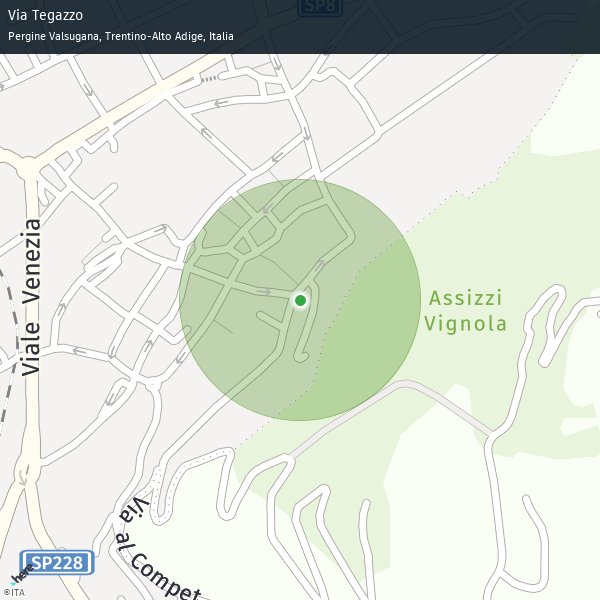 Via Tegazzo
Pergine Valsugana, Trentino-Alto Adige, Italia
SP8
Viale Venezia
Assizzi
Vignola
Via al Compet
SP228
here
©ITA